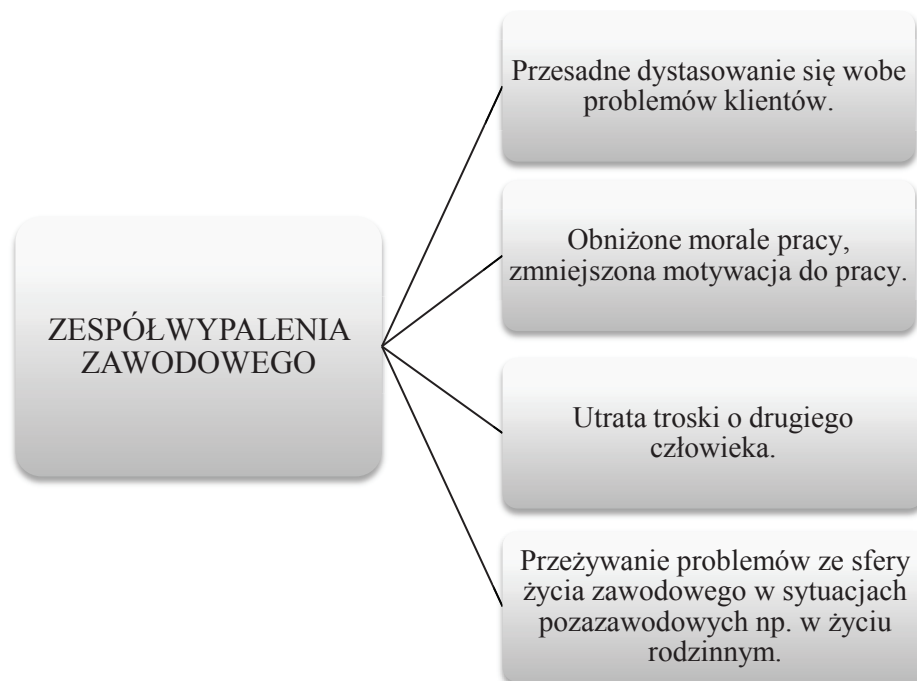 ZESPÓŁWYPALENIA
ZAWODOWEGO
Przesadne dystasowanie się wobe
problemów klientów.
Obniżone morale pracy,
zmniejszona motywacja do pracy.
Utrata troski o drugiego
człowieka.
Przeżywanie problemów ze sfery
życia zawodowego w sytuacjach
pozazawodowych np. w życiu
rodzinnym.